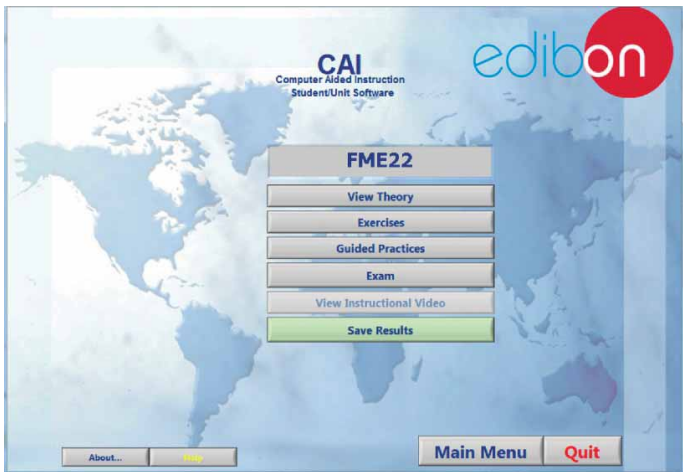 CAI
Computer Aided Instruction
Student/Unit Software
edibon
FME22
View Theory
Exercises
Guided Practices
Exam
View Instructional Video
Save Results
About...
Help
Main Menu
Quit